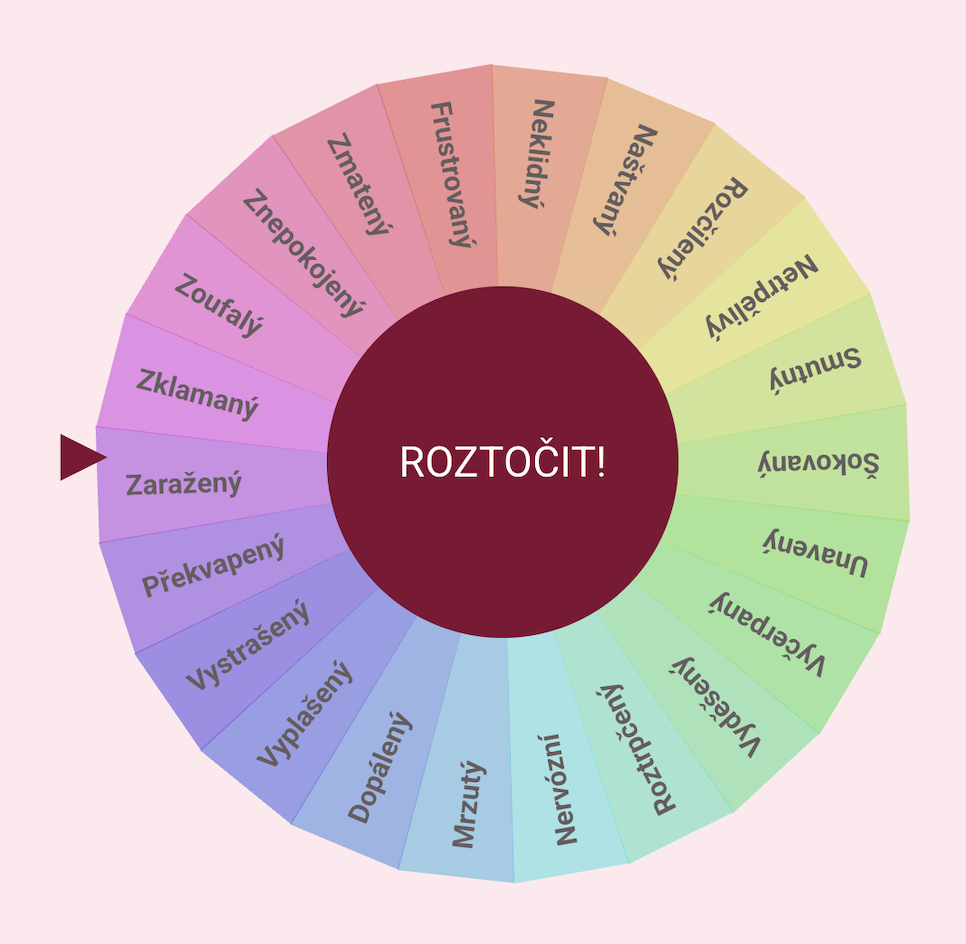 Frustrovaný
Neklidný
Naštvaný
Rozčílený
Netrpělivý
Smutný
Šokovaný
Unavený
Vyčerpaný
Vyděšený
Roztrpčený
Nervózní
Mrzutý
Dopálený
Vyplašený
Vystrašený
Překvapený
Zaražený
Zklamaný
Zoufalý
Znepokojený
Zmatený
ROZTOČIT!